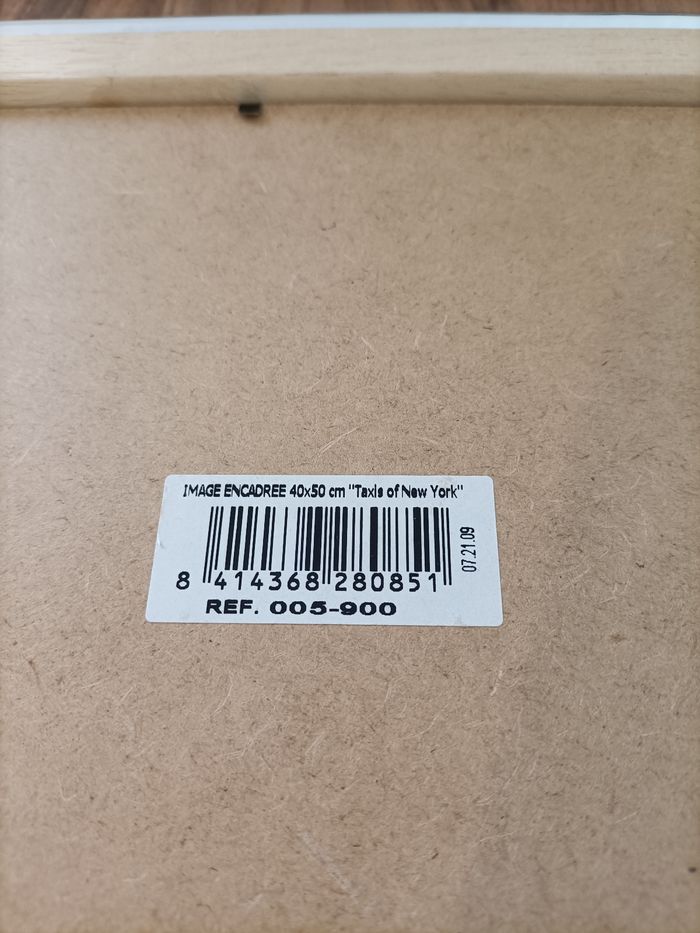 IMAGE ENCADREE 40x50 cm "Taxis of New York"
07.21.09
8 414368 280851
REF. 005-900